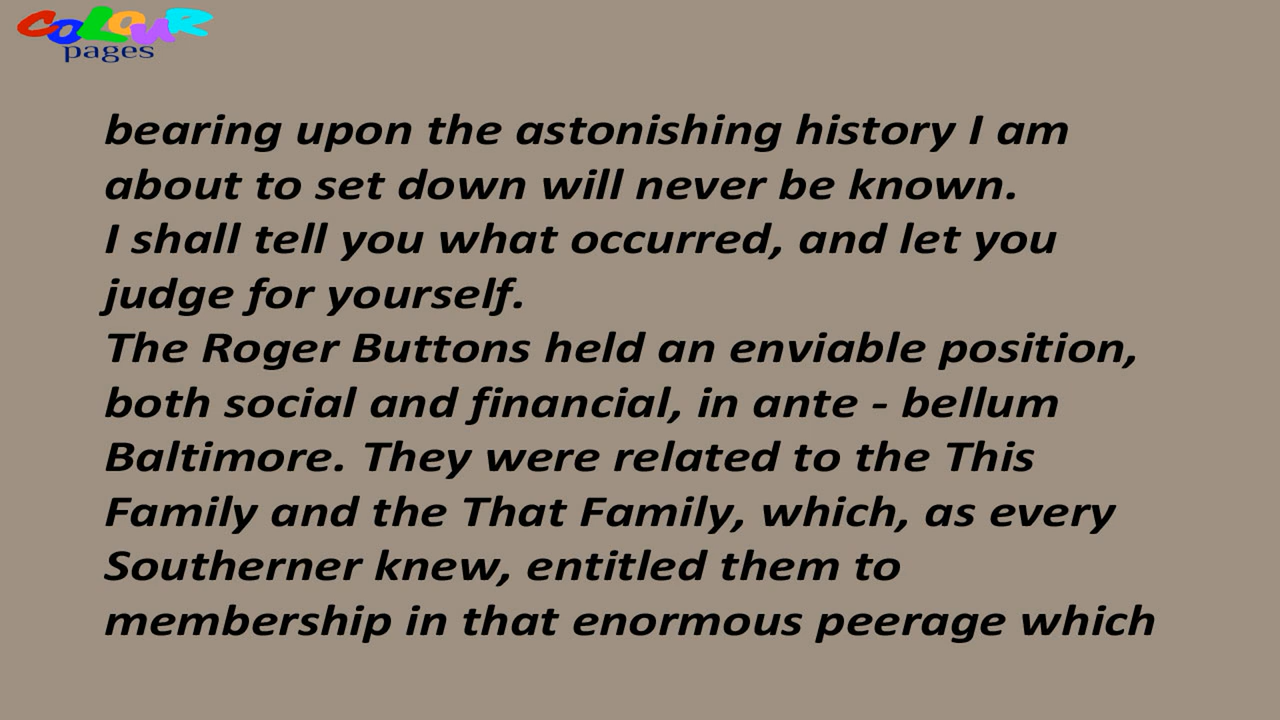 COLOUR
pages
bearing upon the astonishing history I am
about to set down will never be known.
I shall tell you what occurred, and let you
judge for yourself.
The Roger Buttons held an enviable position,
both social and financial, in ante - bellum
Baltimore. They were related to the This
Family and the That Family, which, as every
Southerner knew, entitled them to
membership in that enormous peerage which